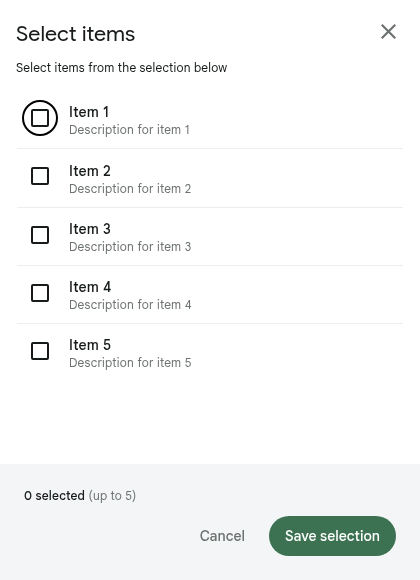 Select items
Select items from the selection below
Item 1
Description for item 1
Item 2
Description for item 2
Item 3
Description for item 3
Item 4
Description for item 4
Item 5
Description for item 5
0 selected (up to 5)
Cancel
Save selection